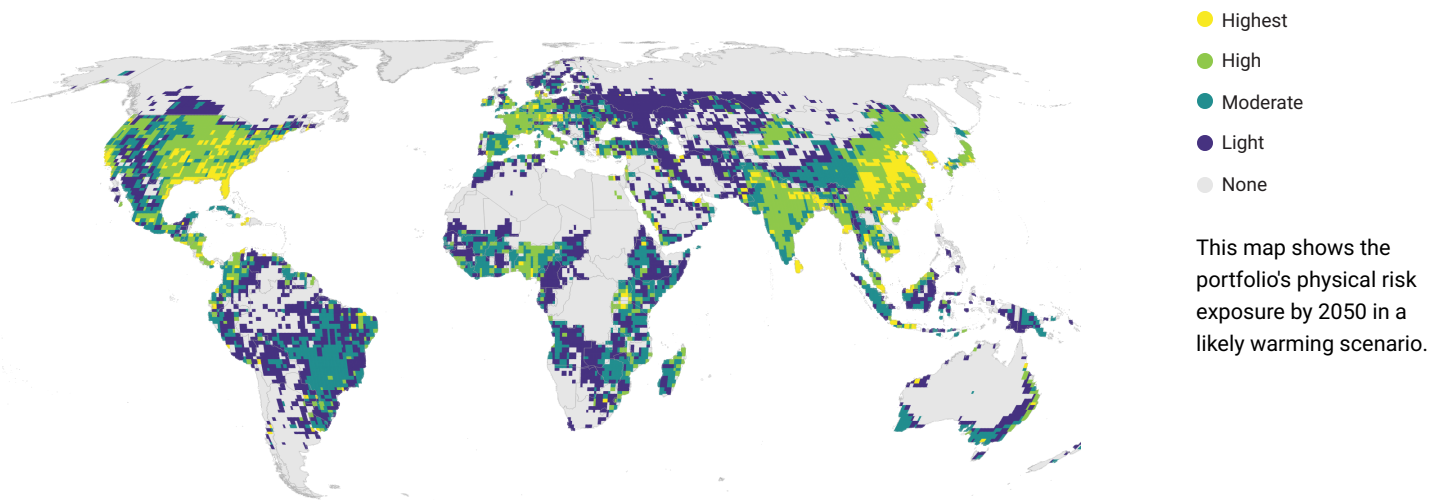 Highest
High
Moderate
Light
None
This map shows the
portfolio's physical risk
exposure by 2050 in a
likely warming scenario.